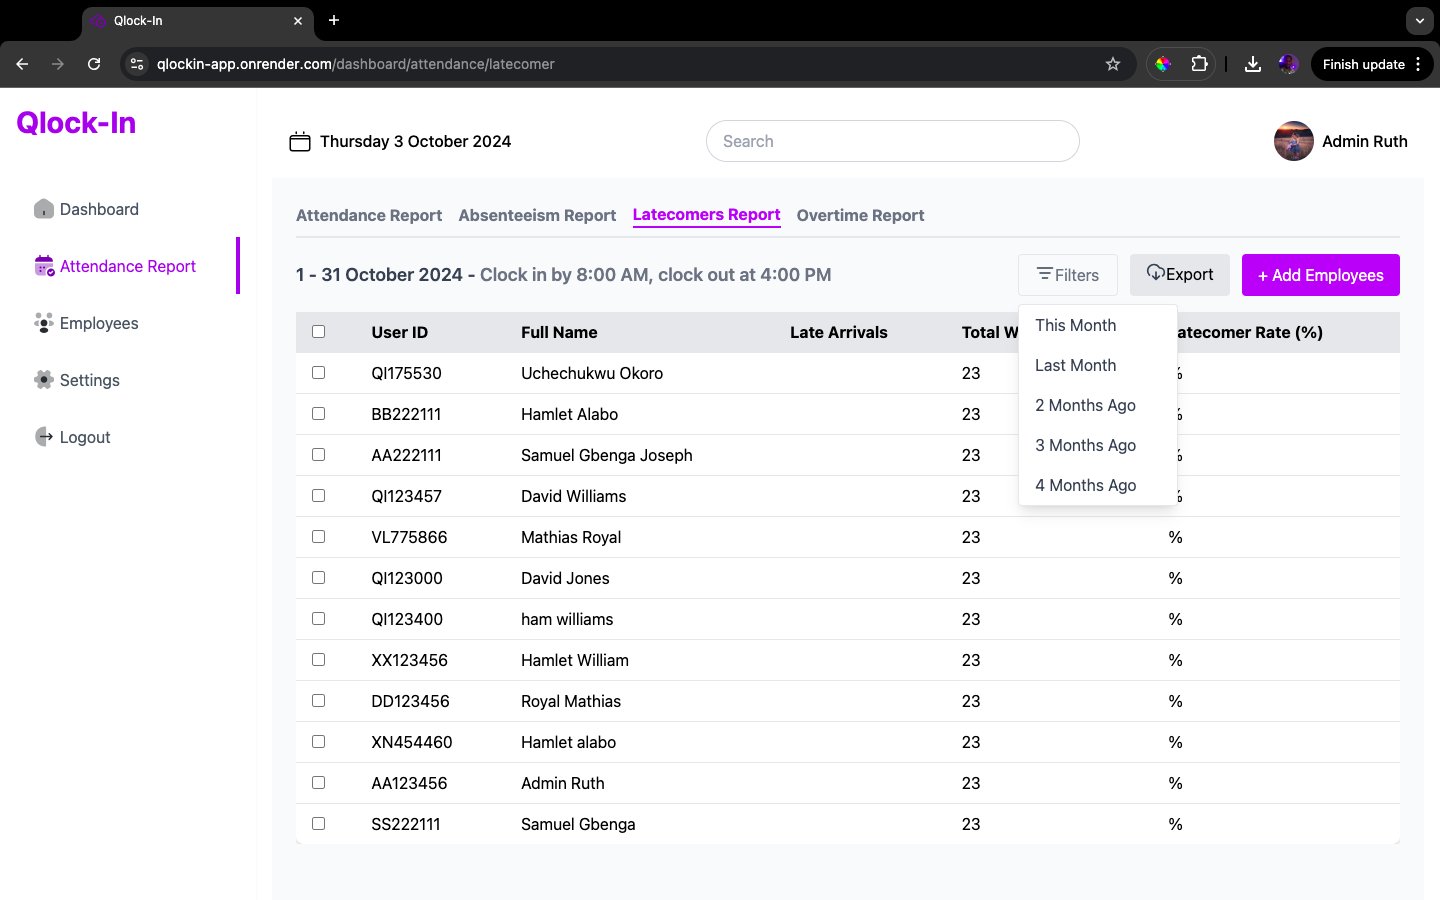 Qlock-In
qlockin-app.onrender.com/dashboard/attendance/latecomer
Finish update
Qlock-In
Thursday 3 October 2024
Search
Admin Ruth
Dashboard
Attendance Report
Employees
Settings
Logout
Attendance Report Absenteeism Report Latecomers Report Overtime Report
1 - 31 October 2024 - Clock in by 8:00 AM, clock out at 4:00 PM
Filters
Export
+ Add Employees
This Month
Last Month
2 Months Ago
3 Months Ago
4 Months Ago
User ID Full Name Late Arrivals Total W atecomer Rate (%)
QI175530 Uchechukwu Okoro 23 %
BB222111 Hamlet Alabo 23 %
AA222111 Samuel Gbenga Joseph 23 %
QI123457 David Williams 23 %
VL775866 Mathias Royal 23 %
QI123000 David Jones 23 %
QI123400 ham williams 23 %
XX123456 Hamlet William 23 %
DD123456 Royal Mathias 23 %
XN454460 Hamlet alabo 23 %
AA123456 Admin Ruth 23 %
SS222111 Samuel Gbenga 23 %